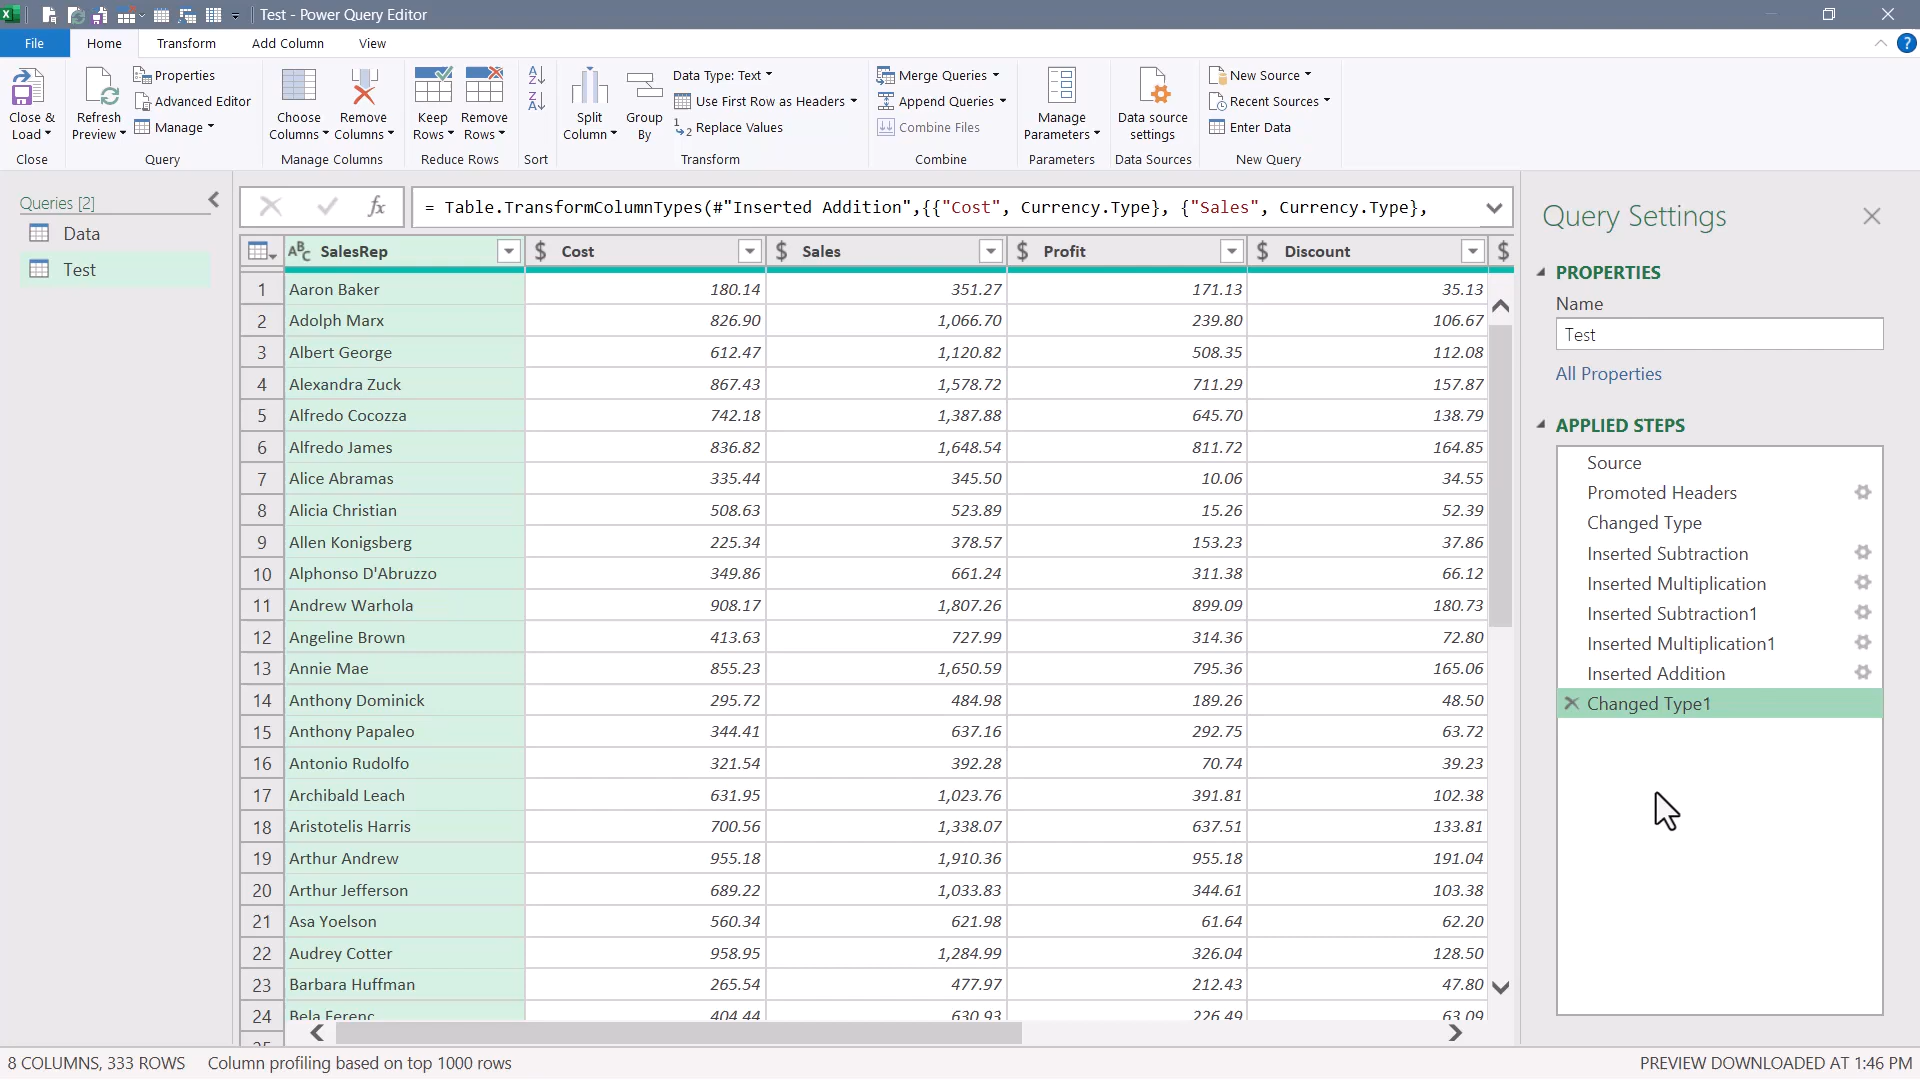 Test - Power Query Editor
File Home Transform Add Column View
Close & Load
Close
Refresh Preview
Properties
Advanced Editor
Manage
Query
Choose Columns
Remove Columns
Manage Columns
Keep Rows
Remove Rows
Reduce Rows
Sort
Split Column
Group By
Data Type: Text
Use First Row as Headers
Replace Values
Transform
Merge Queries
Append Queries
Combine Files
Combine
Manage Parameters
Parameters
Data source settings
Data Sources
New Source
Recent Sources
Enter Data
New Query
Queries [2]
Data
Test
fx = Table.TransformColumnTypes(#"Inserted Addition",{{"Cost", Currency.Type}, {"Sales", Currency.Type},
ABC SalesRep $ Cost $ Sales $ Profit $ Discount $
1 Aaron Baker 180.14 351.27 171.13 35.13
2 Adolph Marx 826.90 1,066.70 239.80 106.67
3 Albert George 612.47 1,120.82 508.35 112.08
4 Alexandra Zuck 867.43 1,578.72 711.29 157.87
5 Alfredo Cocozza 742.18 1,387.88 645.70 138.79
6 Alfredo James 836.82 1,648.54 811.72 164.85
7 Alice Abramas 335.44 345.50 10.06 34.55
8 Alicia Christian 508.63 523.89 15.26 52.39
9 Allen Konigsberg 225.34 378.57 153.23 37.86
10 Alphonso D'Abruzzo 349.86 661.24 311.38 66.12
11 Andrew Warhola 908.17 1,807.26 899.09 180.73
12 Angeline Brown 413.63 727.99 314.36 72.80
13 Annie Mae 855.23 1,650.59 795.36 165.06
14 Anthony Dominick 295.72 484.98 189.26 48.50
15 Anthony Papaleo 344.41 637.16 292.75 63.72
16 Antonio Rudolfo 321.54 392.28 70.74 39.23
17 Archibald Leach 631.95 1,023.76 391.81 102.38
18 Aristotelis Harris 700.56 1,338.07 637.51 133.81
19 Arthur Andrew 955.18 1,910.36 955.18 191.04
20 Arthur Jefferson 689.22 1,033.83 344.61 103.38
21 Asa Yoelson 560.34 621.98 61.64 62.20
22 Audrey Cotter 958.95 1,284.99 326.04 128.50
23 Barbara Huffman 265.54 477.97 212.43 47.80
24 Bela Ferenc 404.44 630.93 226.49 63.09
25
Query Settings
PROPERTIES
Name
Test
All Properties
APPLIED STEPS
Source
Promoted Headers
Changed Type
Inserted Subtraction
Inserted Multiplication
Inserted Subtraction1
Inserted Multiplication1
Inserted Addition
Changed Type1
8 COLUMNS, 333 ROWS Column profiling based on top 1000 rows PREVIEW DOWNLOADED AT 1:46 PM